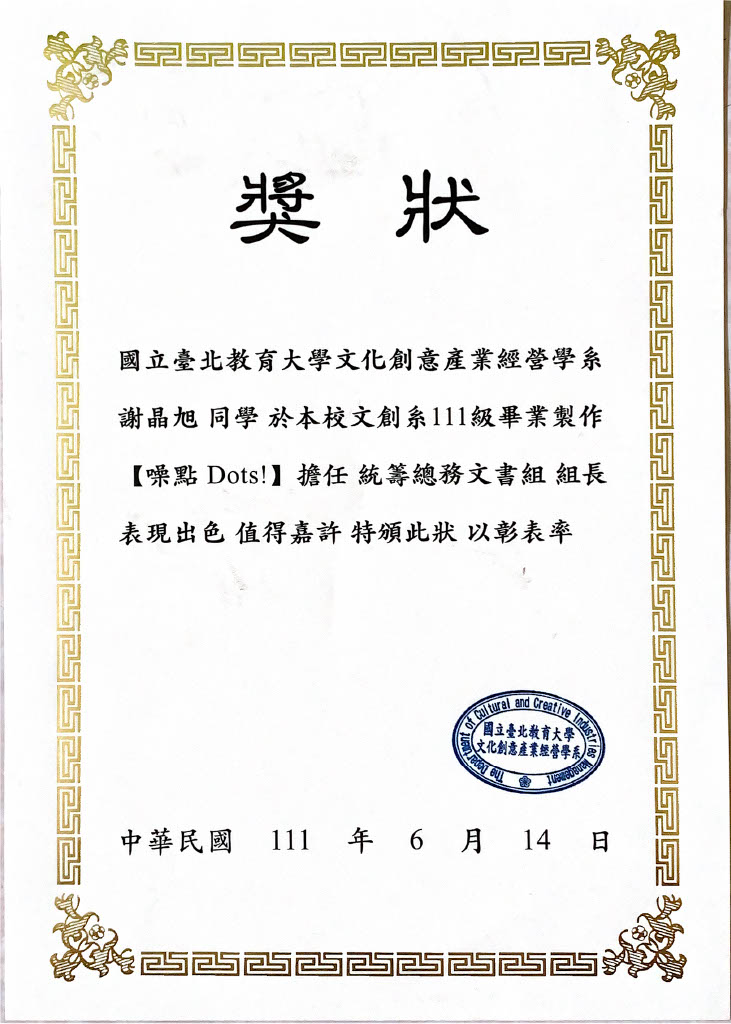 獎狀
國立臺北教育大學文化創意產業經營學系
謝晶旭 同學 於本校文創系111級畢業製作
【噪點 Dots!】擔任 統籌總務文書組 組長
表現出色 值得嘉許 特頒此狀 以彰表率
The Department of Cultural and Creative Industries Management
國立臺北教育大學
文化創意產業經營學系
中華民國 111 年 6 月 14 日